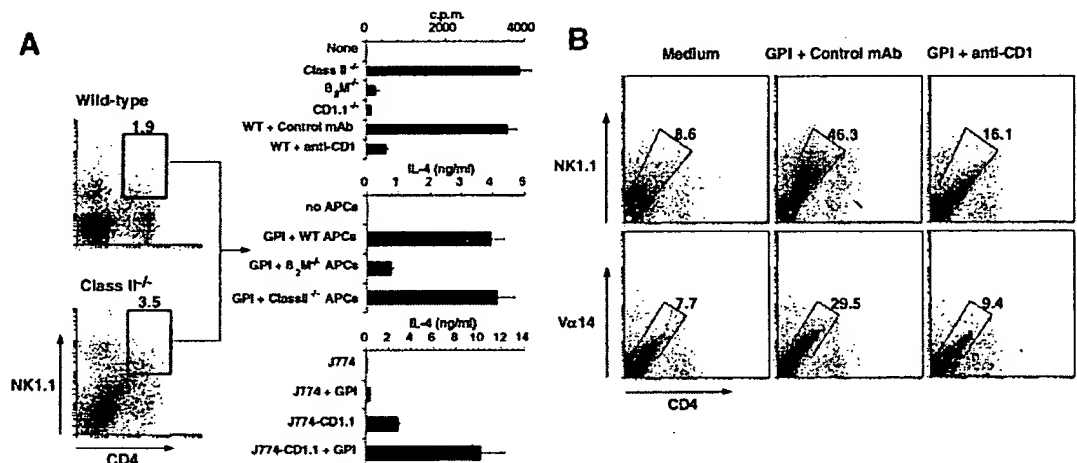 A
Wild-type
1.9
Class II-/-
3.5
NK1.1
CD4
c.p.m.
0 2000 4000
None
Class II -/-
B2M-/-
CD1.1-/-
WT + Control mAb
WT + anti-CD1
IL-4 (ng/ml)
0 1 2 3 4 5 6
no APCs
GPI + WT APCs
GPI + B2M-/- APCs
GPI + ClassII -/- APCs
IL-4 (ng/ml)
0 2 4 6 8 10 12 14
J774
J774 + GPI
J774-CD1.1
J774-CD1.1 + GPI
B
Medium GPI + Control mAb GPI + anti-CD1
NK1.1
8.6 46.3 16.1
Vα14
7.7 29.5 9.4
CD4